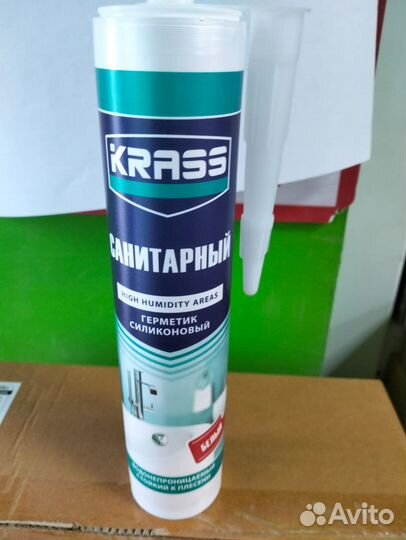 KRASS
САНИТАРНЫЙ
HIGH HUMIDITY AREAS
ГЕРМЕТИК
СИЛИКОНОВЫЙ
БЕЛЫЙ
ВОДОНЕПРОНИЦАЕМЫЙ
СТОЙКИЙ К ПЛЕСЕНИ
Avito